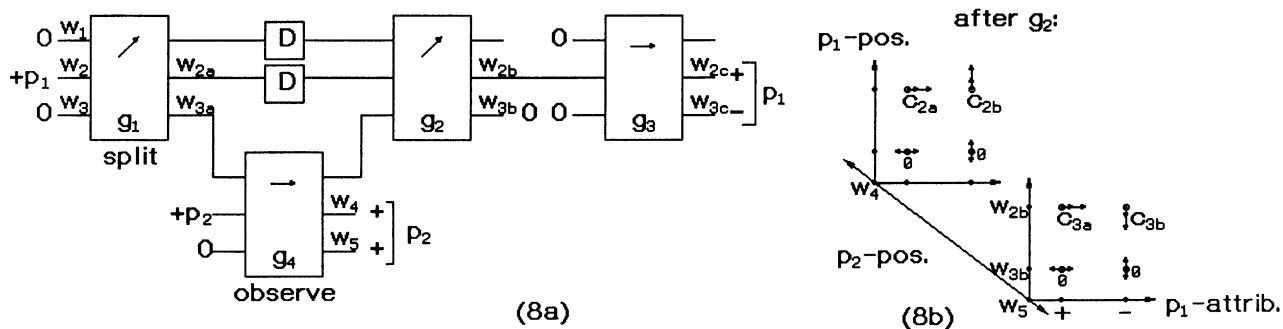 0 w1
+p1 w2
0 w3
g1
split
w2a
w3a
D
D
g2
w2b
w3b
0
0 0
g3
w2c+
w3c−
p1
+p2
0
g4
observe
w4 +
w5 +
p2
(8a)
after g2:
p1-pos.
c2a c2b
0 0
w4
p2-pos.
w2b
c3a c3b
w3b
0 0
w5 + − p1-attrib.
(8b)